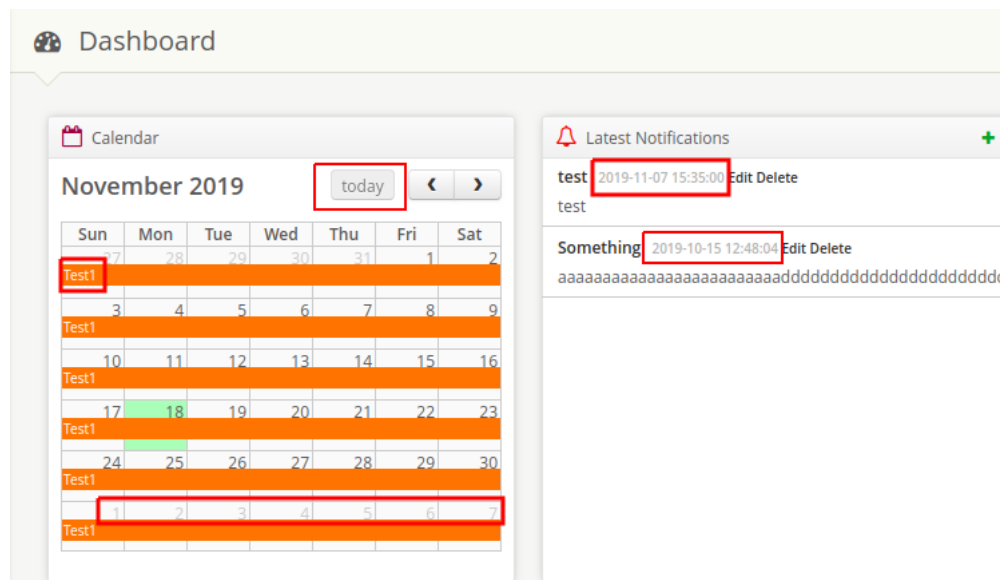 Dashboard
Calendar
November 2019
today
Sun Mon Tue Wed Thu Fri Sat
27 28 29 30 31 1 2
Test1
3 4 5 6 7 8 9
Test1
10 11 12 13 14 15 16
Test1
17 18 19 20 21 22 23
Test1
24 25 26 27 28 29 30
Test1
1 2 3 4 5 6 7
Test1
Latest Notifications
test 2019-11-07 15:35:00 Edit Delete
test
Something 2019-10-15 12:48:04 Edit Delete